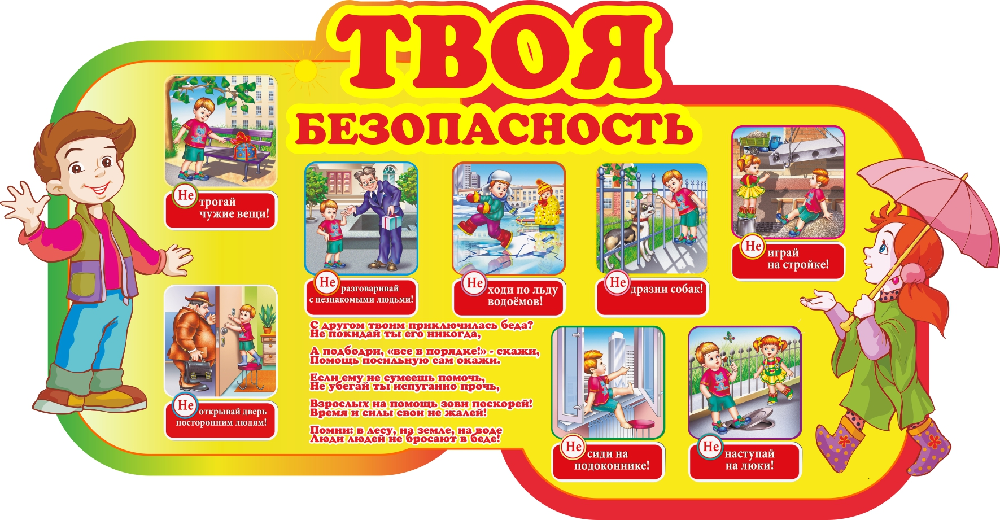 ТВОЯ
БЕЗОПАСНОСТЬ
Не трогай
чужие вещи!
Не разговаривай
с незнакомыми людьми!
Не ходи по льду
водоёмов!
Не дразни собак!
Не играй
на стройке!
Не открывай дверь
посторонним людям!
С другом твоим приключилась беда?
Не покидай ты его никогда,
А подбодри, «все в порядке!» - скажи,
Помощь посильную сам окажи.
Если ему не сумеешь помочь,
Не убегай ты испуганно прочь,
Взрослых на помощь зови поскорей!
Время и силы свои не жалей!
Помни: в лесу, на земле, на воде
Люди людей не бросают в беде!
Не сиди на
подоконнике!
Не наступай
на люки!